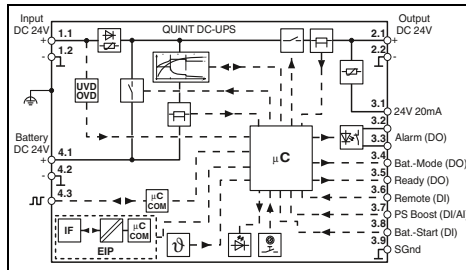 Input
DC 24V
QUINT DC-UPS
Output
DC 24V
1.1
+
1.2
-
2.1
+
2.2
-
UVD
OVD
3.1
24V 20mA
3.2
Alarm (DO)
3.3
Battery
DC 24V
4.1
+
4.2
-
4.3
µC
3.4
Bat.-Mode (DO)
3.5
Ready (DO)
3.6
Remote (DI)
3.7
PS Boost (DI/AI)
3.8
Bat.-Start (DI)
3.9
SGnd
µC
COM
IF
µC
COM
EIP
ϑ